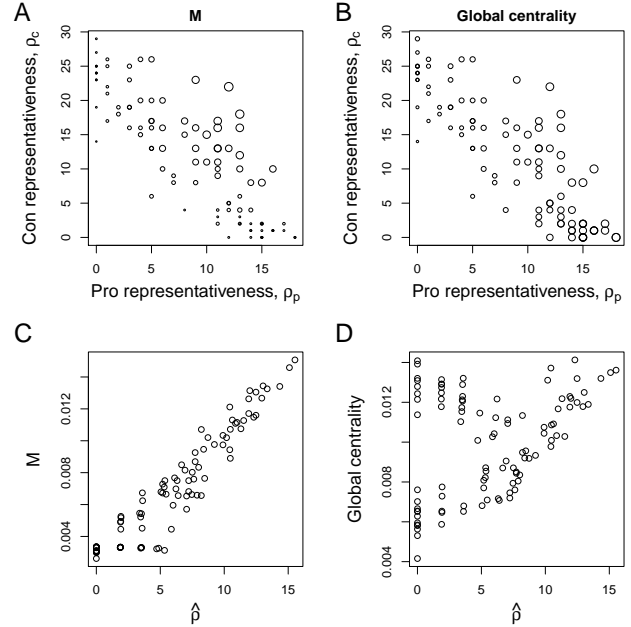 A
M
Con representativeness, ρc
30
25
20
15
10
5
0
0
5
10
15
Pro representativeness, ρp
B
Global centrality
Con representativeness, ρc
30
25
20
15
10
5
0
0
5
10
15
Pro representativeness, ρp
C
M
0.012
0.008
0.004
0
5
10
15
ρ̂
D
Global centrality
0.012
0.008
0.004
0
5
10
15
ρ̂